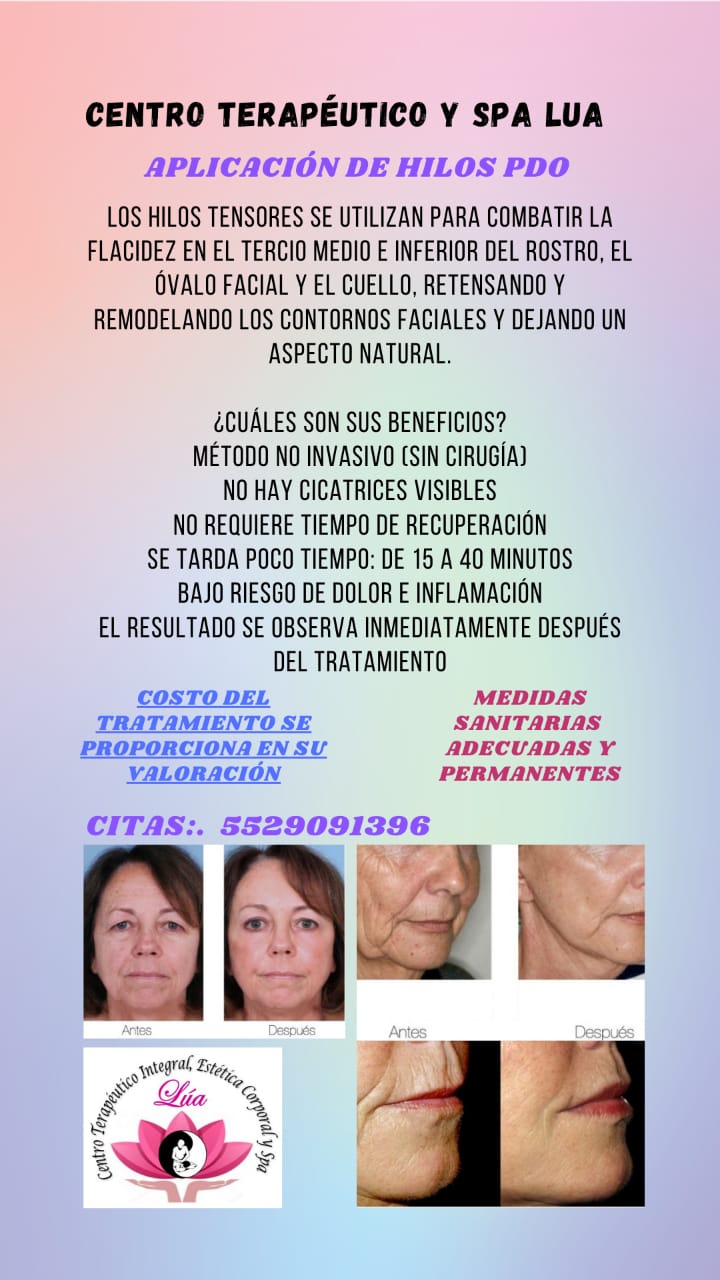 CENTRO TERAPÉUTICO Y SPA LUA
APLICACIÓN DE HILOS PDO
LOS HILOS TENSORES SE UTILIZAN PARA COMBATIR LA
FLACIDEZ EN EL TERCIO MEDIO E INFERIOR DEL ROSTRO, EL
ÓVALO FACIAL Y EL CUELLO, RETENSANDO Y
REMODELANDO LOS CONTORNOS FACIALES Y DEJANDO UN
ASPECTO NATURAL.
¿CUÁLES SON SUS BENEFICIOS?
MÉTODO NO INVASIVO (SIN CIRUGÍA)
NO HAY CICATRICES VISIBLES
NO REQUIERE TIEMPO DE RECUPERACIÓN
SE TARDA POCO TIEMPO: DE 15 A 40 MINUTOS
BAJO RIESGO DE DOLOR E INFLAMACIÓN
EL RESULTADO SE OBSERVA INMEDIATAMENTE DESPUÉS
DEL TRATAMIENTO
COSTO DEL
TRATAMIENTO SE
PROPORCIONA EN SU
VALORACIÓN
MEDIDAS
SANITARIAS
ADECUADAS Y
PERMANENTES
CITAS:. 5529091396
Antes
Después
Antes
Después
Centro Terapéutico Integral, Estética Corporal y Spa
Lúa